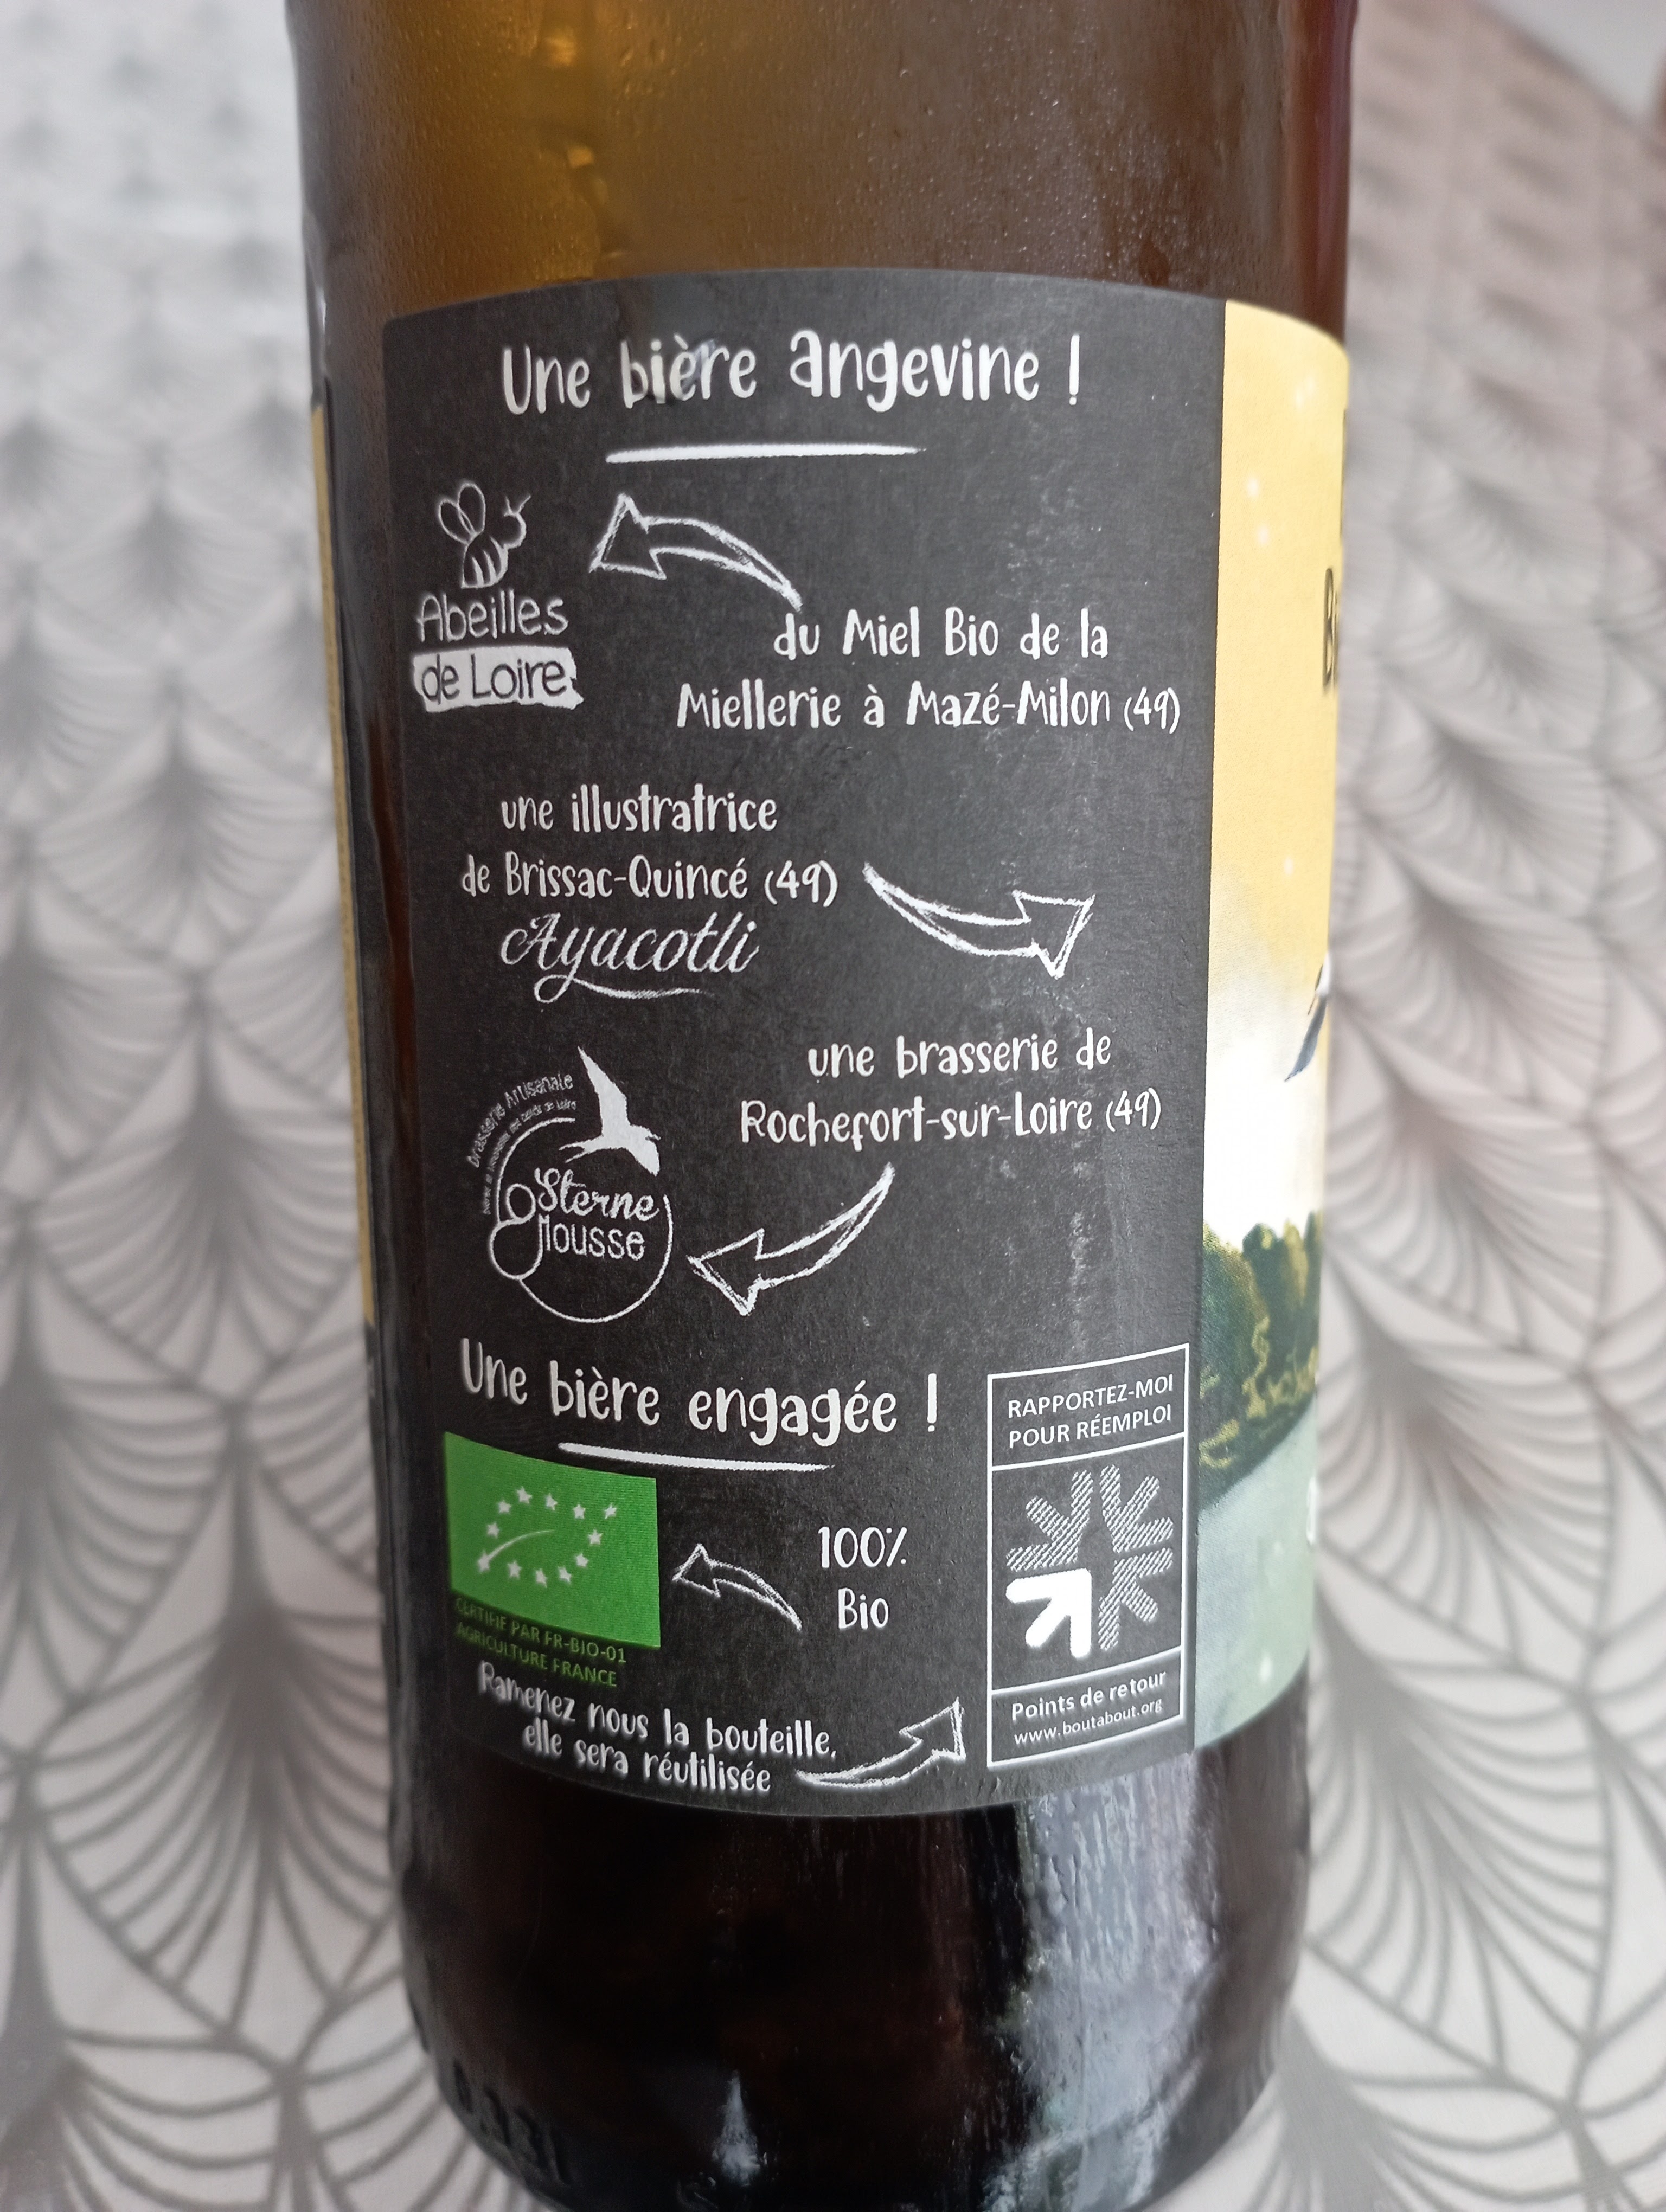 Une bière angevine !
Abeilles
de Loire
du Miel Bio de la
Miellerie à Mazé-Milon (49)
une illustratrice
de Brissac-Quincé (49)
Ayacotli
une brasserie de
Rochefort-sur-Loire (49)
Brasserie Artisanale
Sterne
Mousse
Une bière engagée !
100%
Bio
CERTIFIÉ PAR FR-BIO-01
AGRICULTURE FRANCE
Ramenez nous la bouteille,
elle sera réutilisée
RAPPORTEZ-MOI
POUR RÉEMPLOI
Points de retour
www.boutabout.org